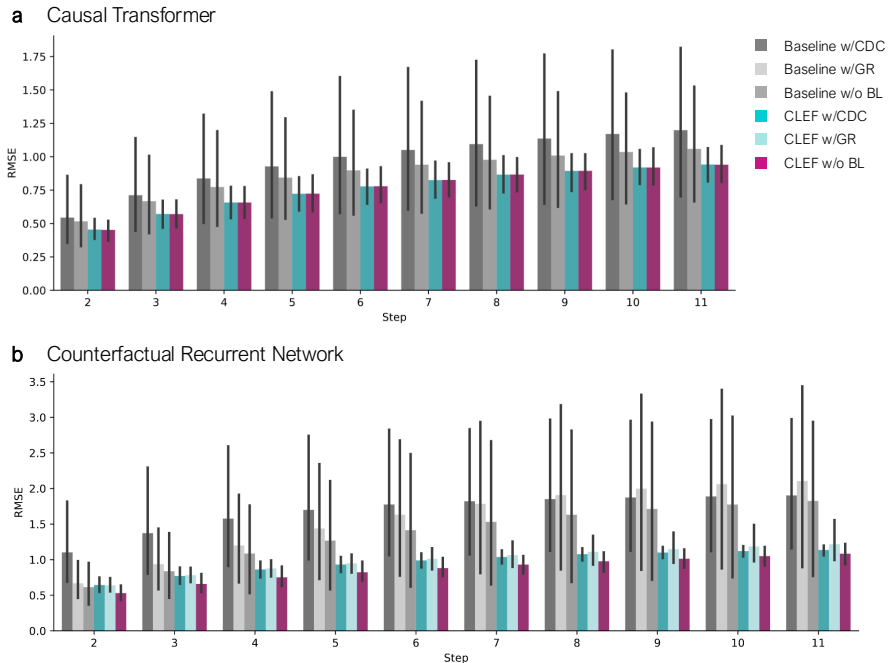 a Causal Transformer
1.75
1.50
1.25
1.00
0.75
0.50
0.25
0.00
RMSE
2 3 4 5 6 7 8 9 10 11
Step
Baseline w/CDC
Baseline w/GR
Baseline w/o BL
CLEF w/CDC
CLEF w/GR
CLEF w/o BL
b Counterfactual Recurrent Network
3.5
3.0
2.5
2.0
1.5
1.0
0.5
0.0
RMSE
2 3 4 5 6 7 8 9 10 11
Step